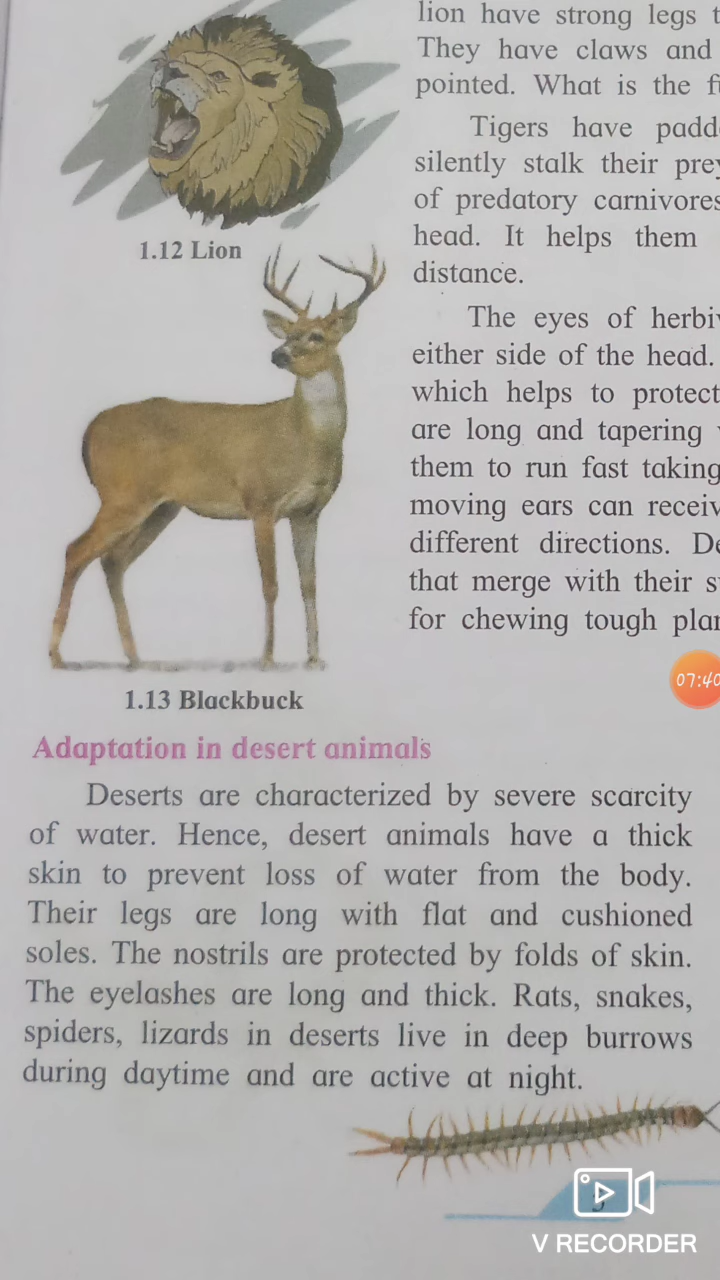 lion have strong legs
They have claws and
pointed. What is the
Tigers have
silently stalk their
of predatory carnivores
head. It helps them
distance.
The eyes of
either side of the head.
which helps to protect
are long and tapering
them to run fast taking
moving ears can
different directions.
that merge with their
for chewing tough
1.12 Lion
1.13 Blackbuck
07:40
Adaptation in desert animals
Deserts are characterized by severe scarcity
of water. Hence, desert animals have a thick
skin to prevent loss of water from the body.
Their legs are long with flat and cushioned
soles. The nostrils are protected by folds of skin.
The eyelashes are long and thick. Rats, snakes,
spiders, lizards in deserts live in deep burrows
during daytime and are active at night.
V RECORDER